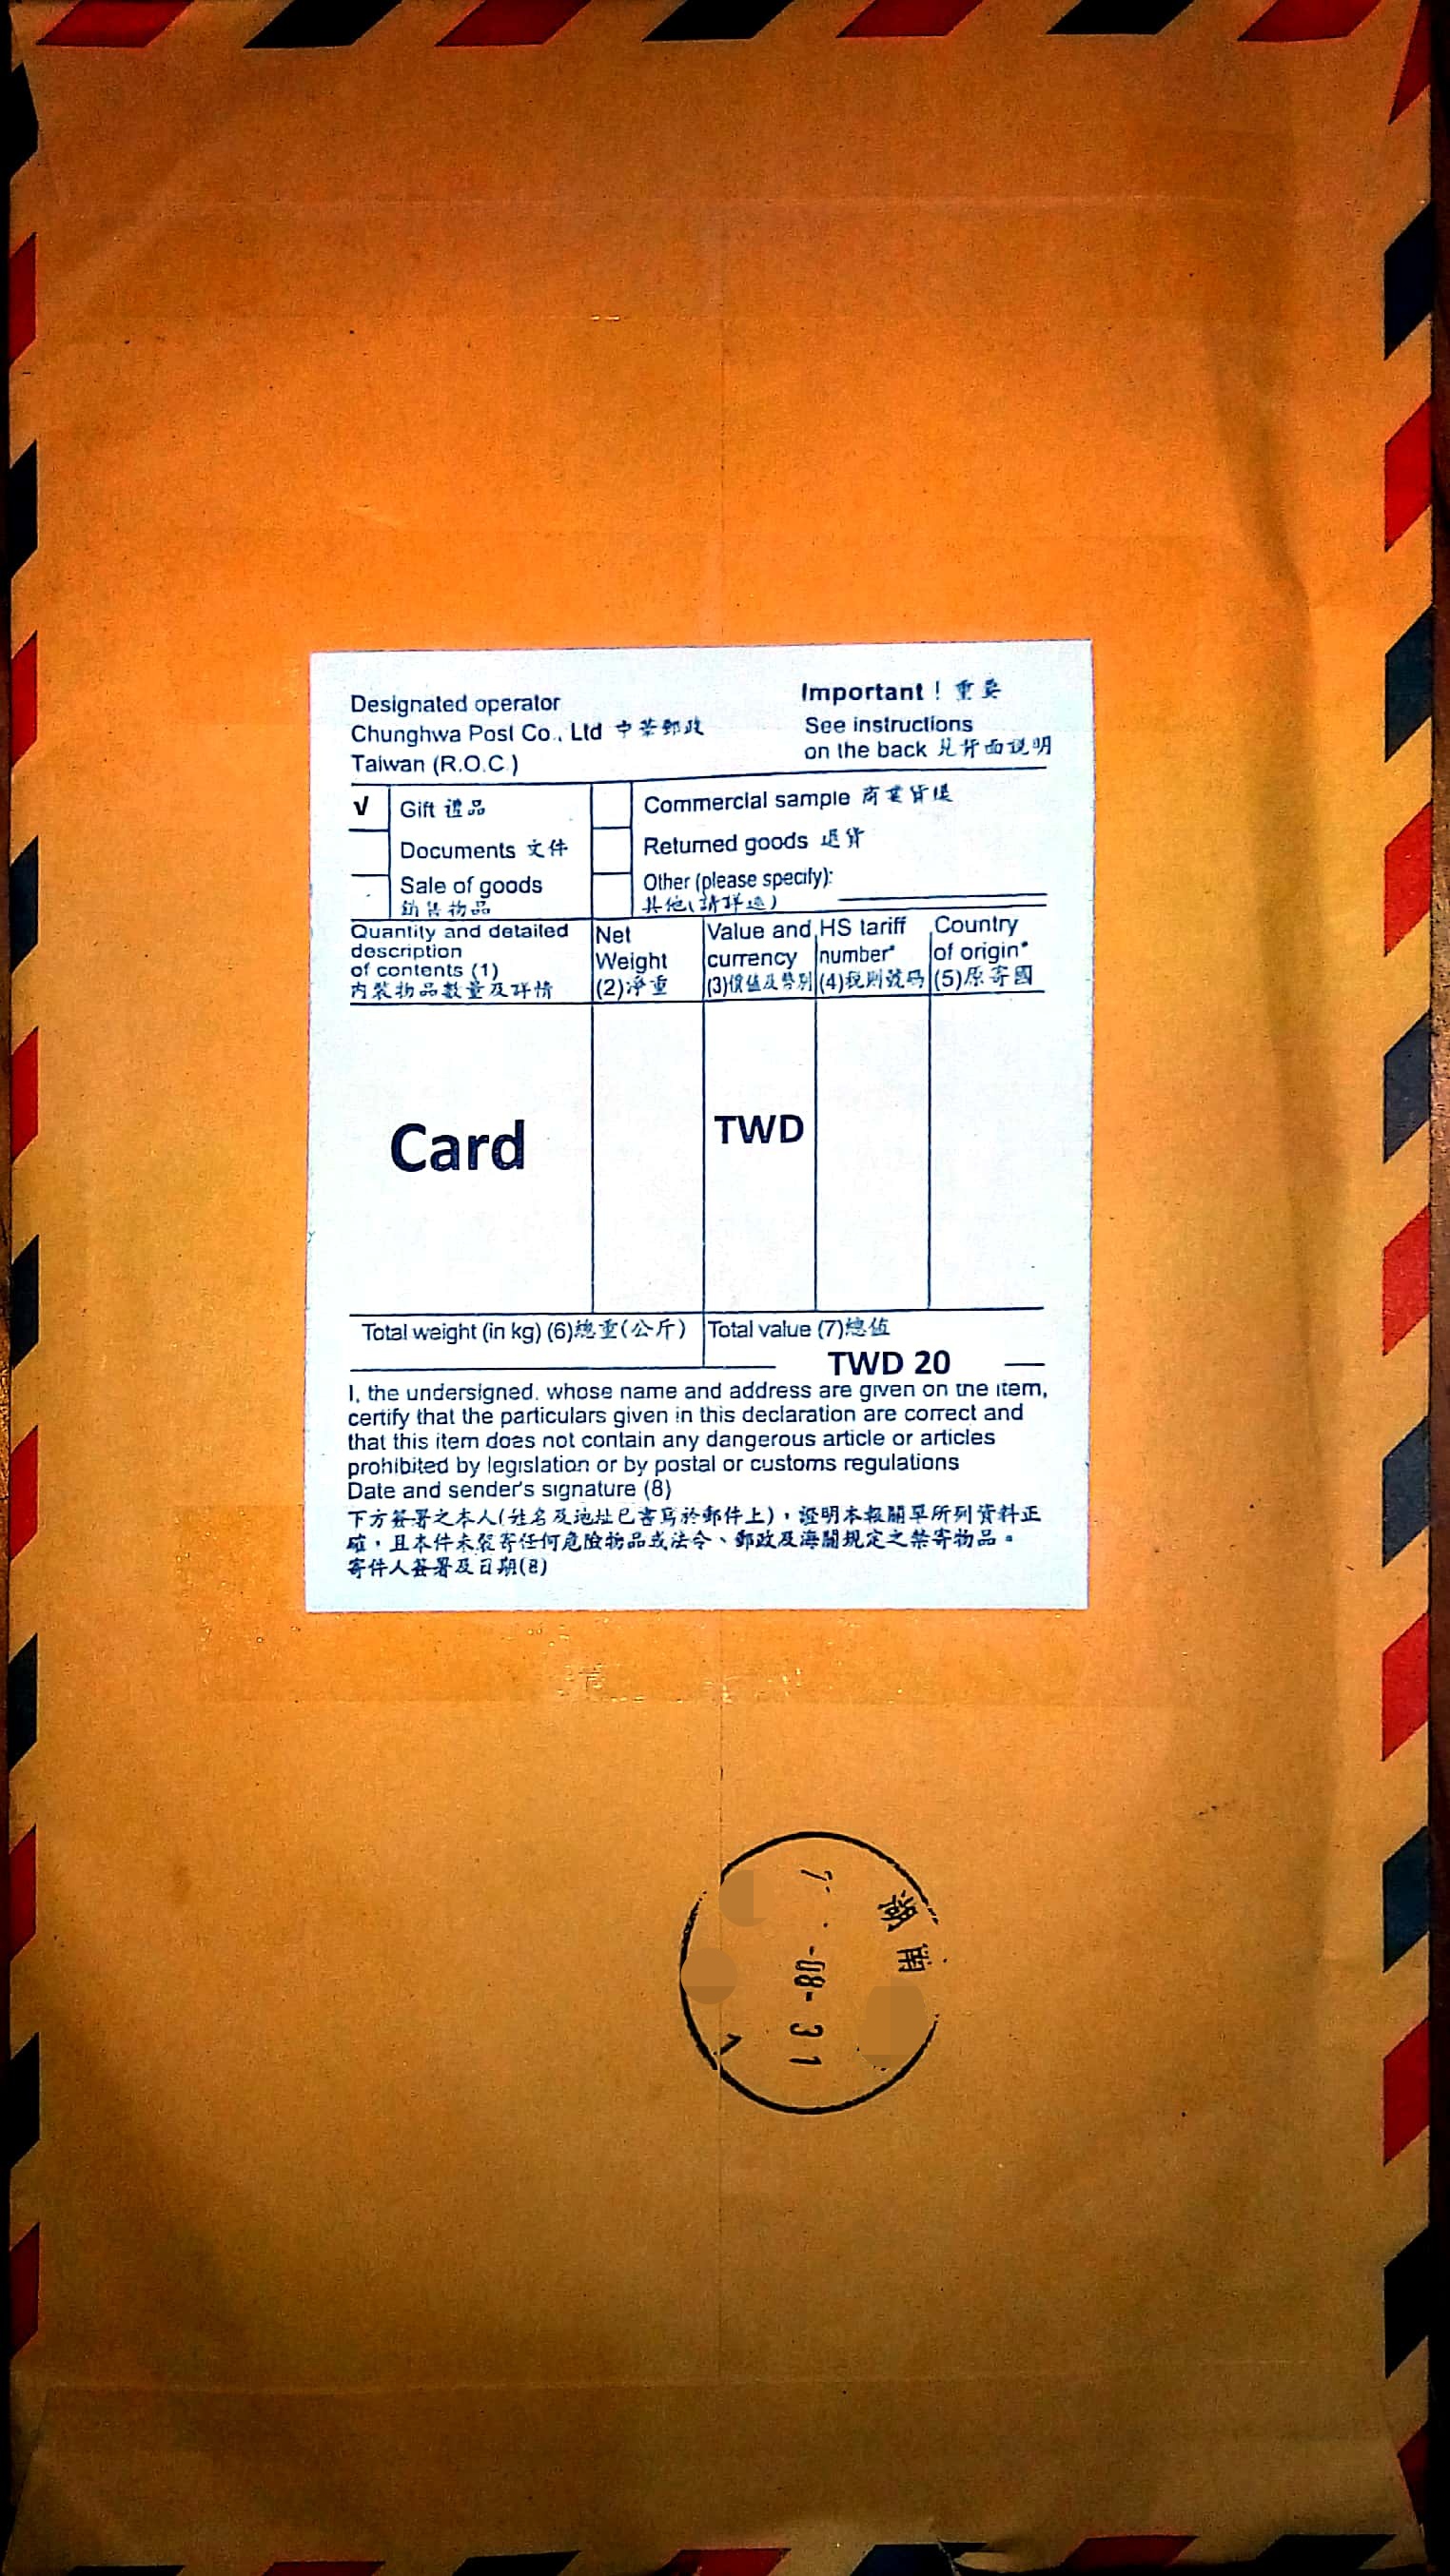 Designated operator
Chunghwa Post Co., Ltd 中華郵政
Taiwan (R.O.C.)
Important ! 重要
See instructions
on the back 見背面說明
√ Gift 禮品
Documents 文件
Sale of goods
銷售物品
Commercial sample 商業貨樣
Returned goods 退貨
Other (please specify):
其他(請詳述)
Quantity and detailed
description
of contents (1)
內裝物品數量及詳情
Net
Weight
(2)淨重
Value and
currency
(3)價值及幣別
HS tariff
number*
(4)稅則號碼
Country
of origin*
(5)原寄國
Card
TWD
Total weight (in kg) (6)總重(公斤)
Total value (7)總值
TWD 20
I, the undersigned, whose name and address are given on the item,
certify that the particulars given in this declaration are correct and
that this item does not contain any dangerous article or articles
prohibited by legislation or by postal or customs regulations
Date and sender's signature (8)
下方簽署之本人(姓名及地址已書寫於郵件上)，證明本報關單所列資料正
確，且本件未裝寄任何危險物品或法令、郵政及海關規定之禁寄物品。
寄件人簽署及日期(8)
-08-31